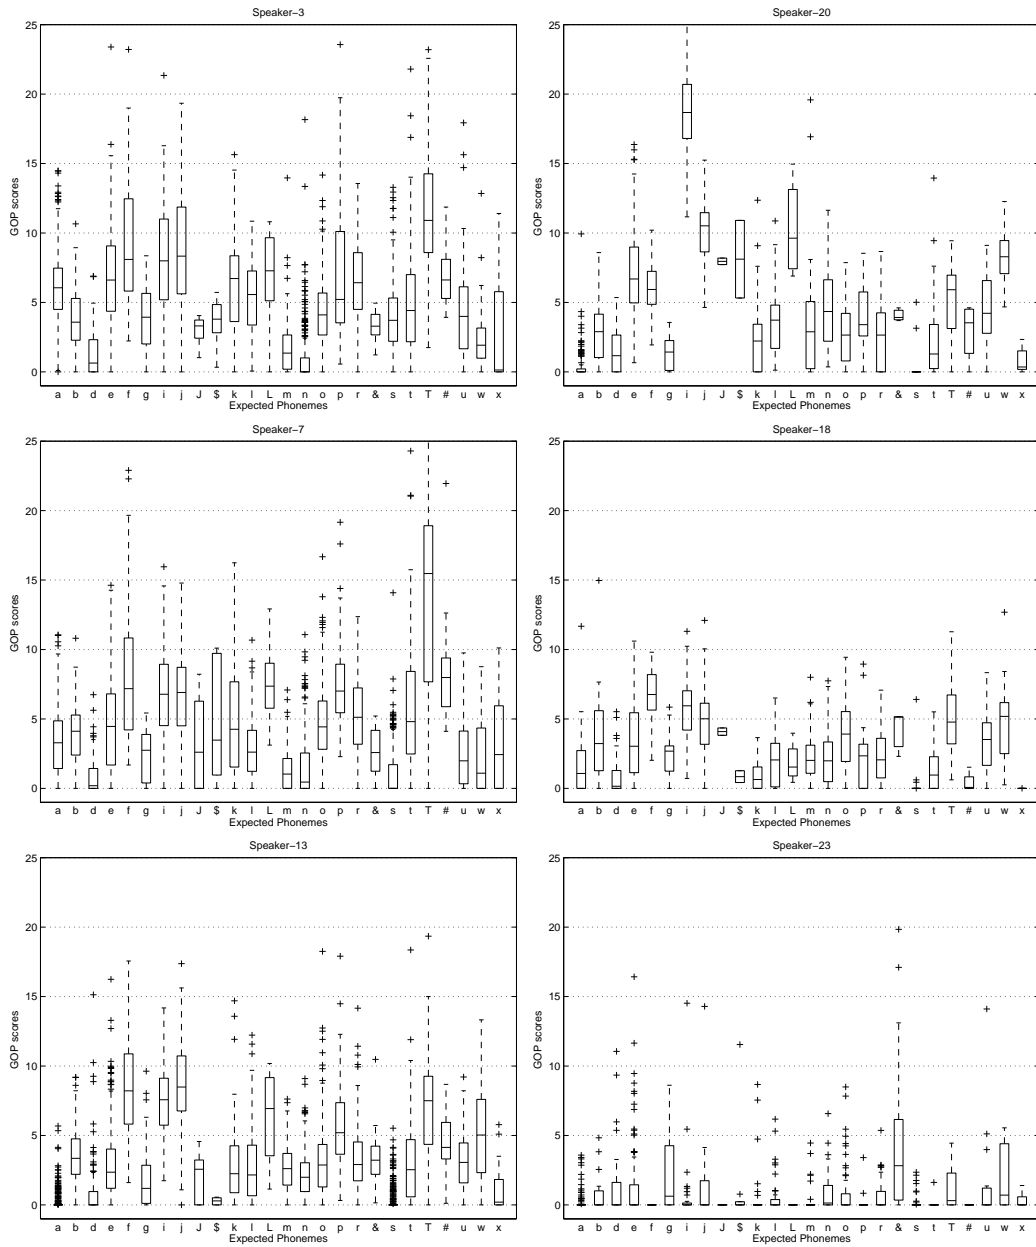 Speaker–3
25
20
15
10
5
0
GOP scores
a b d e f g i j J $ k l L m n o p r & s t T # u w x
Expected Phonemes
Speaker–20
25
20
15
10
5
0
GOP scores
a b d e f g i j J $ k l L m n o p r & s t T # u w x
Expected Phonemes
Speaker–7
25
20
15
10
5
0
GOP scores
a b d e f g i j J $ k l L m n o p r & s t T # u w x
Expected Phonemes
Speaker–18
25
20
15
10
5
0
GOP scores
a b d e f g i j J $ k l L m n o p r & s t T # u w x
Expected Phonemes
Speaker–13
25
20
15
10
5
0
GOP scores
a b d e f g i j J $ k l L m n o p r & s t T # u w x
Expected Phonemes
Speaker–23
25
20
15
10
5
0
GOP scores
a b d e f g i j J $ k l L m n o p r & s t T # u w x
Expected Phonemes